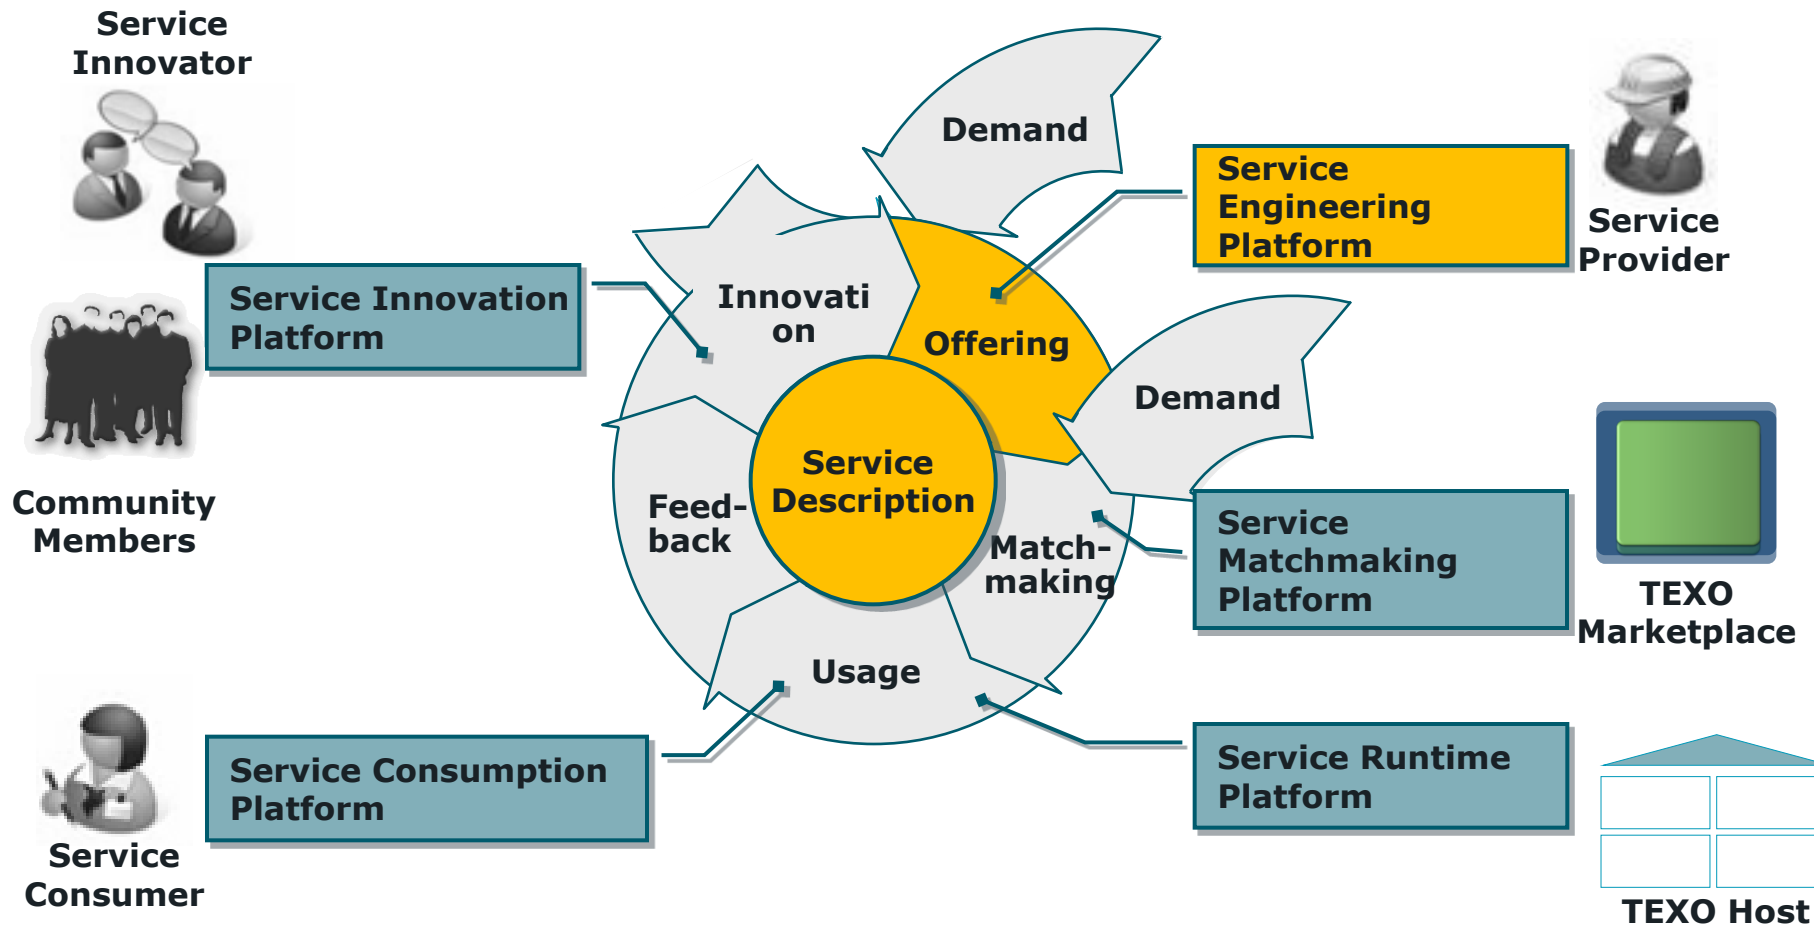 Service
Innovator
Demand
Service
Engineering
Platform
Service
Provider
Service Innovation
Platform
Innovati
on
Offering
Demand
Community
Members
Service
Description
Feed-
back
Match-
making
Service
Matchmaking
Platform
TEXO
Marketplace
Usage
Service Consumption
Platform
Service Runtime
Platform
Service
Consumer
TEXO Host